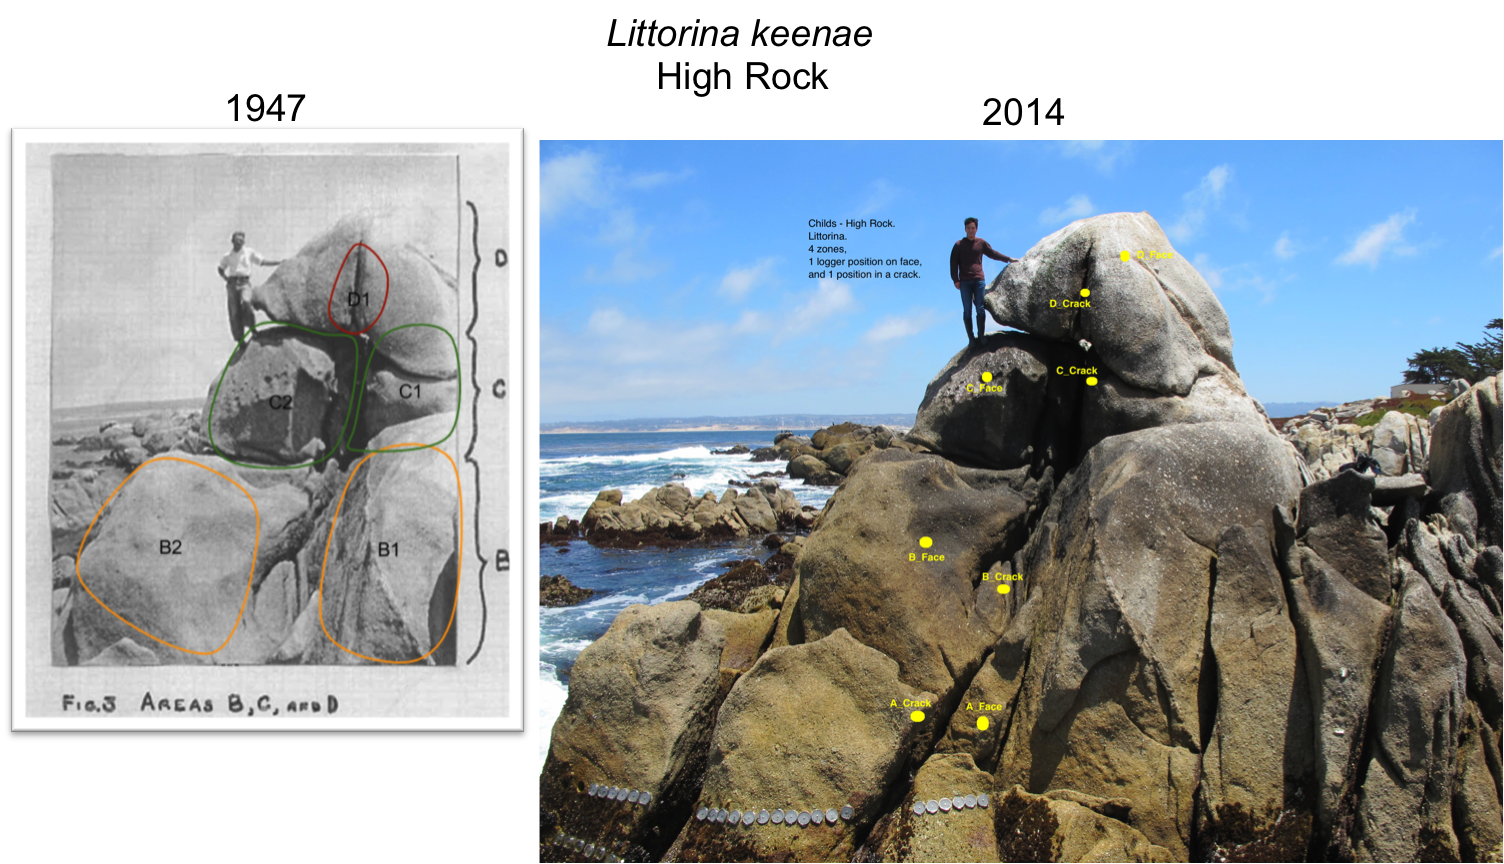 Littorina keenae
High Rock
1947
2014
D
C
B
D1
C2
C1
B2
B1
FIG.3 AREAS B,C, AND D
Childs - High Rock.
Littorina.
4 zones,
1 logger position on face,
and 1 position in a crack.
D_Face
D_Crack
C_Crack
C_Face
B_Face
B_Crack
A_Crack
A_Face